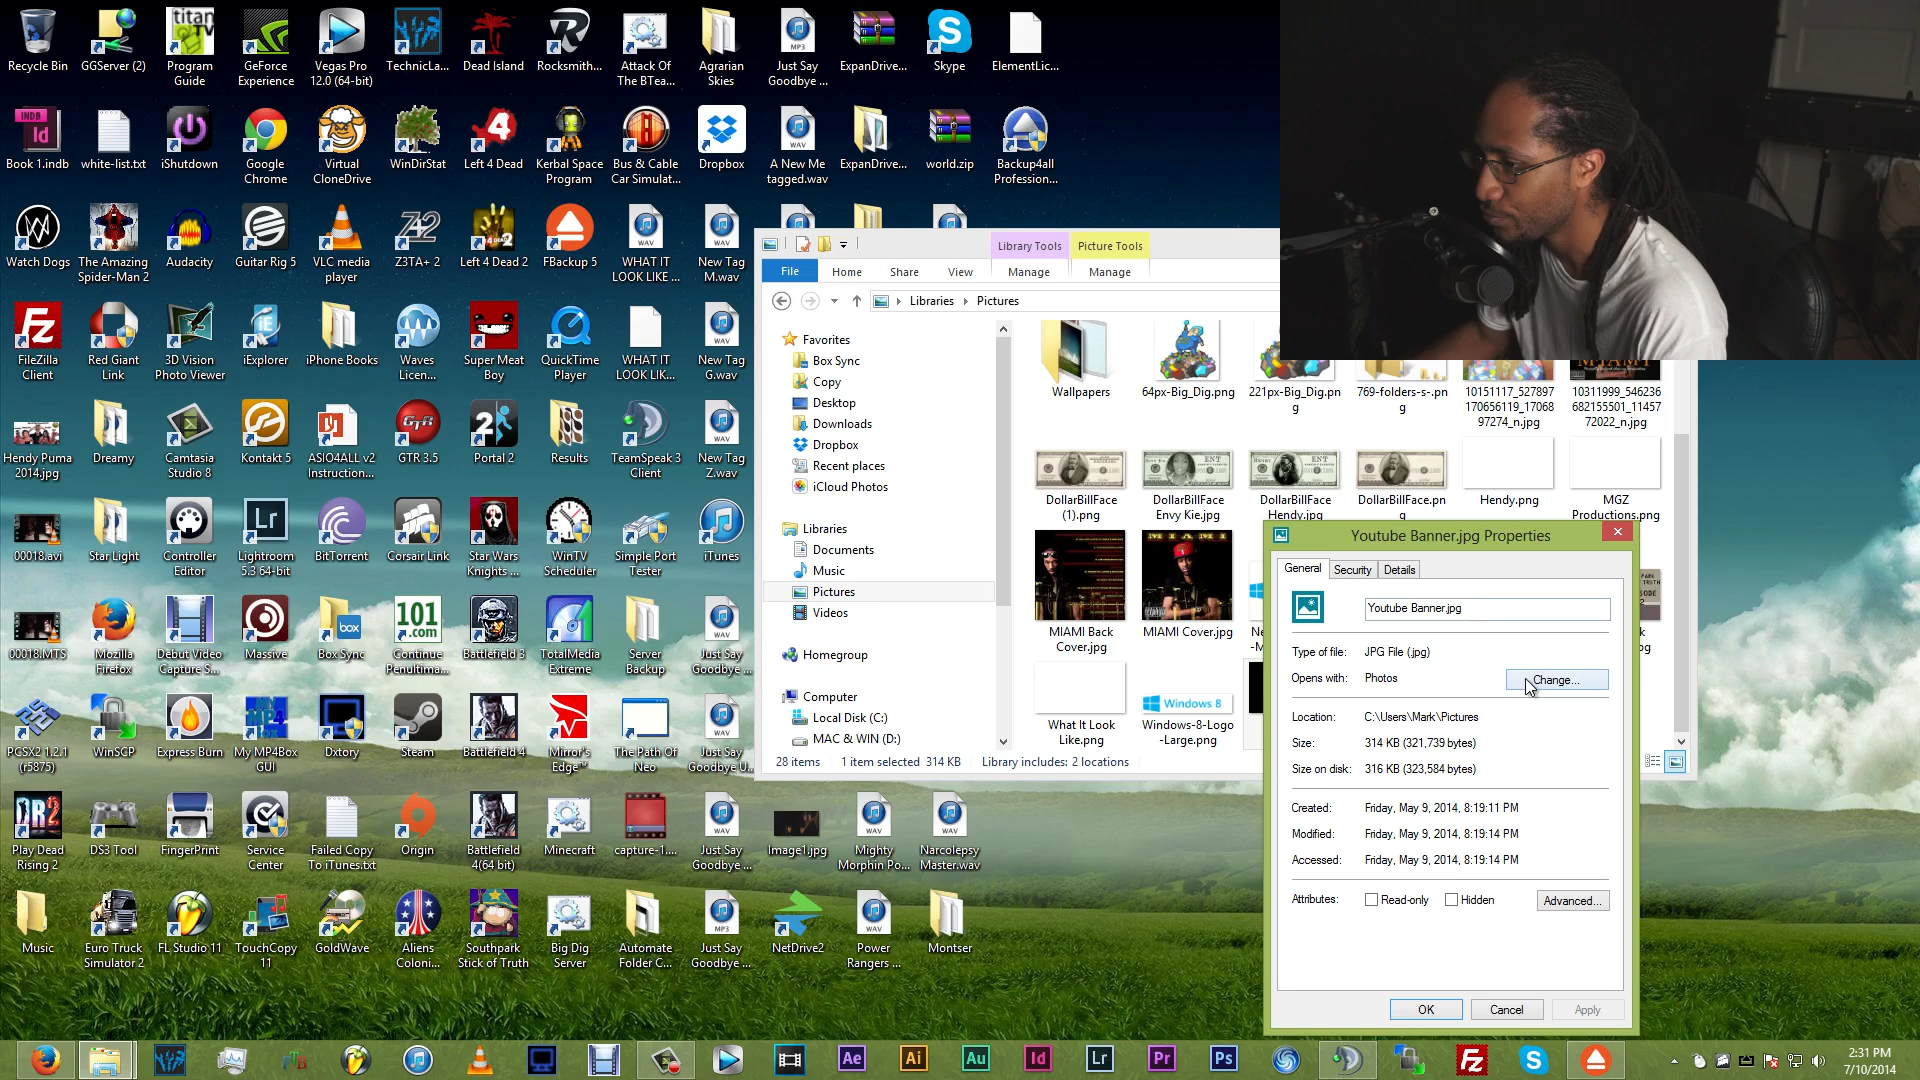 Recycle Bin
GGServer (2)
Program Guide
GeForce Experience
Vegas Pro 12.0 (64-bit)
TechnicLa...
Dead Island
Rocksmith...
Attack Of The BTea...
Agrarian Skies
Just Say Goodbye ...
ExpanDrive...
Skype
ElementLic...
Book 1.indb
white-list.txt
iShutdown
Google Chrome
Virtual CloneDrive
WinDirStat
Left 4 Dead
Kerbal Space Program
Bus & Cable Car Simulat...
Dropbox
A New Me tagged.wav
ExpanDrive...
world.zip
Backup4all Profession...
Watch Dogs
The Amazing Spider-Man 2
Audacity
Guitar Rig 5
VLC media player
Z3TA+ 2
Left 4 Dead 2
FBackup 5
WHAT IT LOOK LIKE ...
New Tag M.wav
FileZilla Client
Red Giant Link
3D Vision Photo Viewer
iExplorer
iPhone Books
Waves Licen...
Super Meat Boy
QuickTime Player
WHAT IT LOOK LIK...
New Tag G.wav
Hendy Puma 2014.jpg
Dreamy
Camtasia Studio 8
Kontakt 5
ASIO4ALL v2 Instruction...
GTR 3.5
Portal 2
Results
TeamSpeak 3 Client
New Tag Z.wav
00018.avi
Star Light
Controller Editor
Lightroom 5.3 64-bit
BitTorrent
Corsair Link
Star Wars Knights ...
WinTV Scheduler
Simple Port Tester
iTunes
00018.MTS
Mozilla Firefox
Debut Video Capture S...
Massive
Box Sync
Continue Penultima...
Battlefield 3
TotalMedia Extreme
Server Backup
Just Say Goodbye ...
PCSX2 1.2.1 (r5875)
WinSCP
Express Burn
My MP4Box GUI
Dxtory
Steam
Battlefield 4
Mirror's Edge™
The Path Of Neo
Just Say Goodbye U...
Play Dead Rising 2
DS3 Tool
FingerPrint
Service Center
Failed Copy To iTunes.txt
Origin
Battlefield 4(64 bit)
Minecraft
capture-1....
Just Say Goodbye ...
Image1.jpg
Mighty Morphin Po...
Narcolepsy Master.wav
Music
Euro Truck Simulator 2
FL Studio 11
TouchCopy 11
GoldWave
Aliens Coloni...
Southpark Stick of Truth
Big Dig Server
Automate Folder C...
Just Say Goodbye ...
NetDrive2
Power Rangers ...
Montser
Library Tools
Picture Tools
File
Home
Share
View
Manage
Manage
Libraries
Pictures
Favorites
Box Sync
Copy
Desktop
Downloads
Dropbox
Recent places
iCloud Photos
Libraries
Documents
Music
Pictures
Videos
Homegroup
Computer
Local Disk (C:)
MAC & WIN (D:)
Wallpapers
64px-Big_Dig.png
221px-Big_Dig.png
769-folders-s-.png
10151117_527897170656119_1706897274_n.jpg
10311999_546236682155501_1145772022_n.jpg
DollarBillFace (1).png
DollarBillFace Envy Kie.jpg
DollarBillFace Hendy.jpg
DollarBillFace.png
Hendy.png
MGZ Productions.png
MIAMI Back Cover.jpg
MIAMI Cover.jpg
What It Look Like.png
Windows 8
Windows-8-Logo-Large.png
28 items
1 item selected 314 KB
Library includes: 2 locations
Youtube Banner.jpg Properties
General
Security
Details
Youtube Banner.jpg
Type of file: JPG File (.jpg)
Opens with: Photos
Change...
Location: C:\Users\Mark\Pictures
Size: 314 KB (321,739 bytes)
Size on disk: 316 KB (323,584 bytes)
Created: Friday, May 9, 2014, 8:19:11 PM
Modified: Friday, May 9, 2014, 8:19:14 PM
Accessed: Friday, May 9, 2014, 8:19:14 PM
Attributes:
Read-only
Hidden
Advanced...
OK
Cancel
Apply
Ae
Ai
Au
Id
Lr
Pr
Ps
2:31 PM
7/10/2014